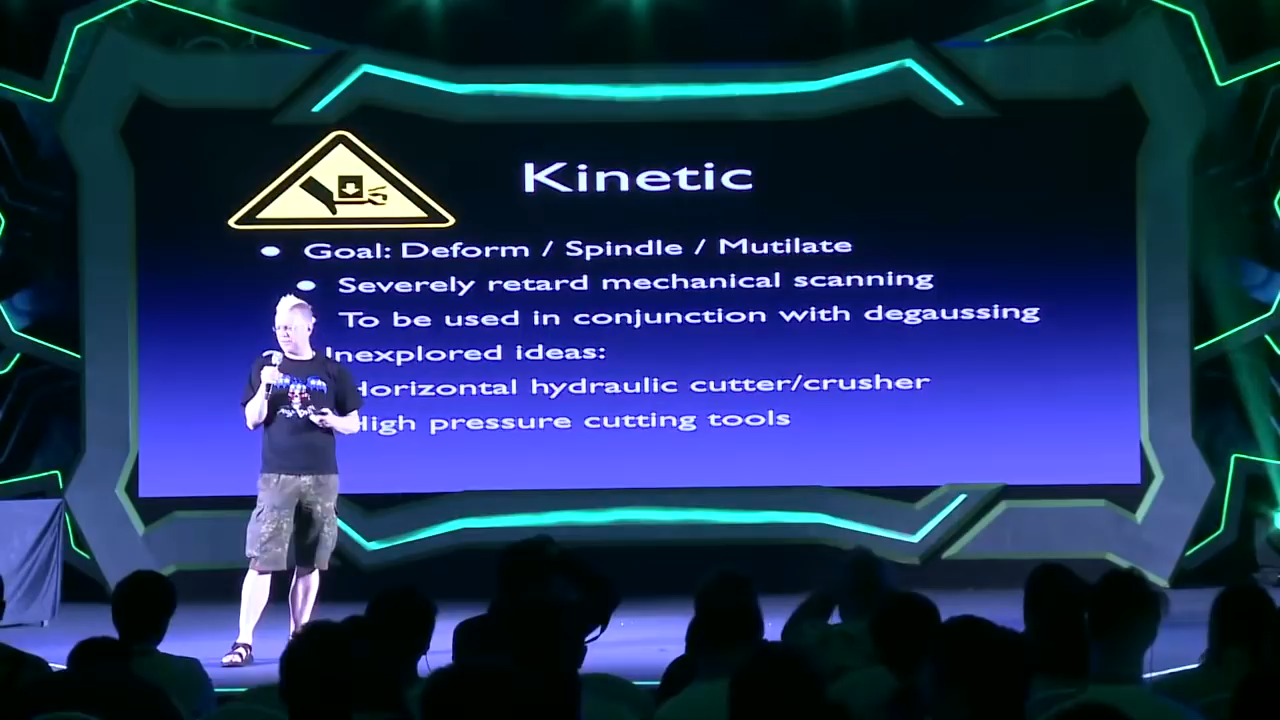 Kinetic
Goal: Deform / Spindle / Mutilate
Severely retard mechanical scanning
To be used in conjunction with degaussing
Unexplored ideas:
Horizontal hydraulic cutter/crusher
High pressure cutting tools